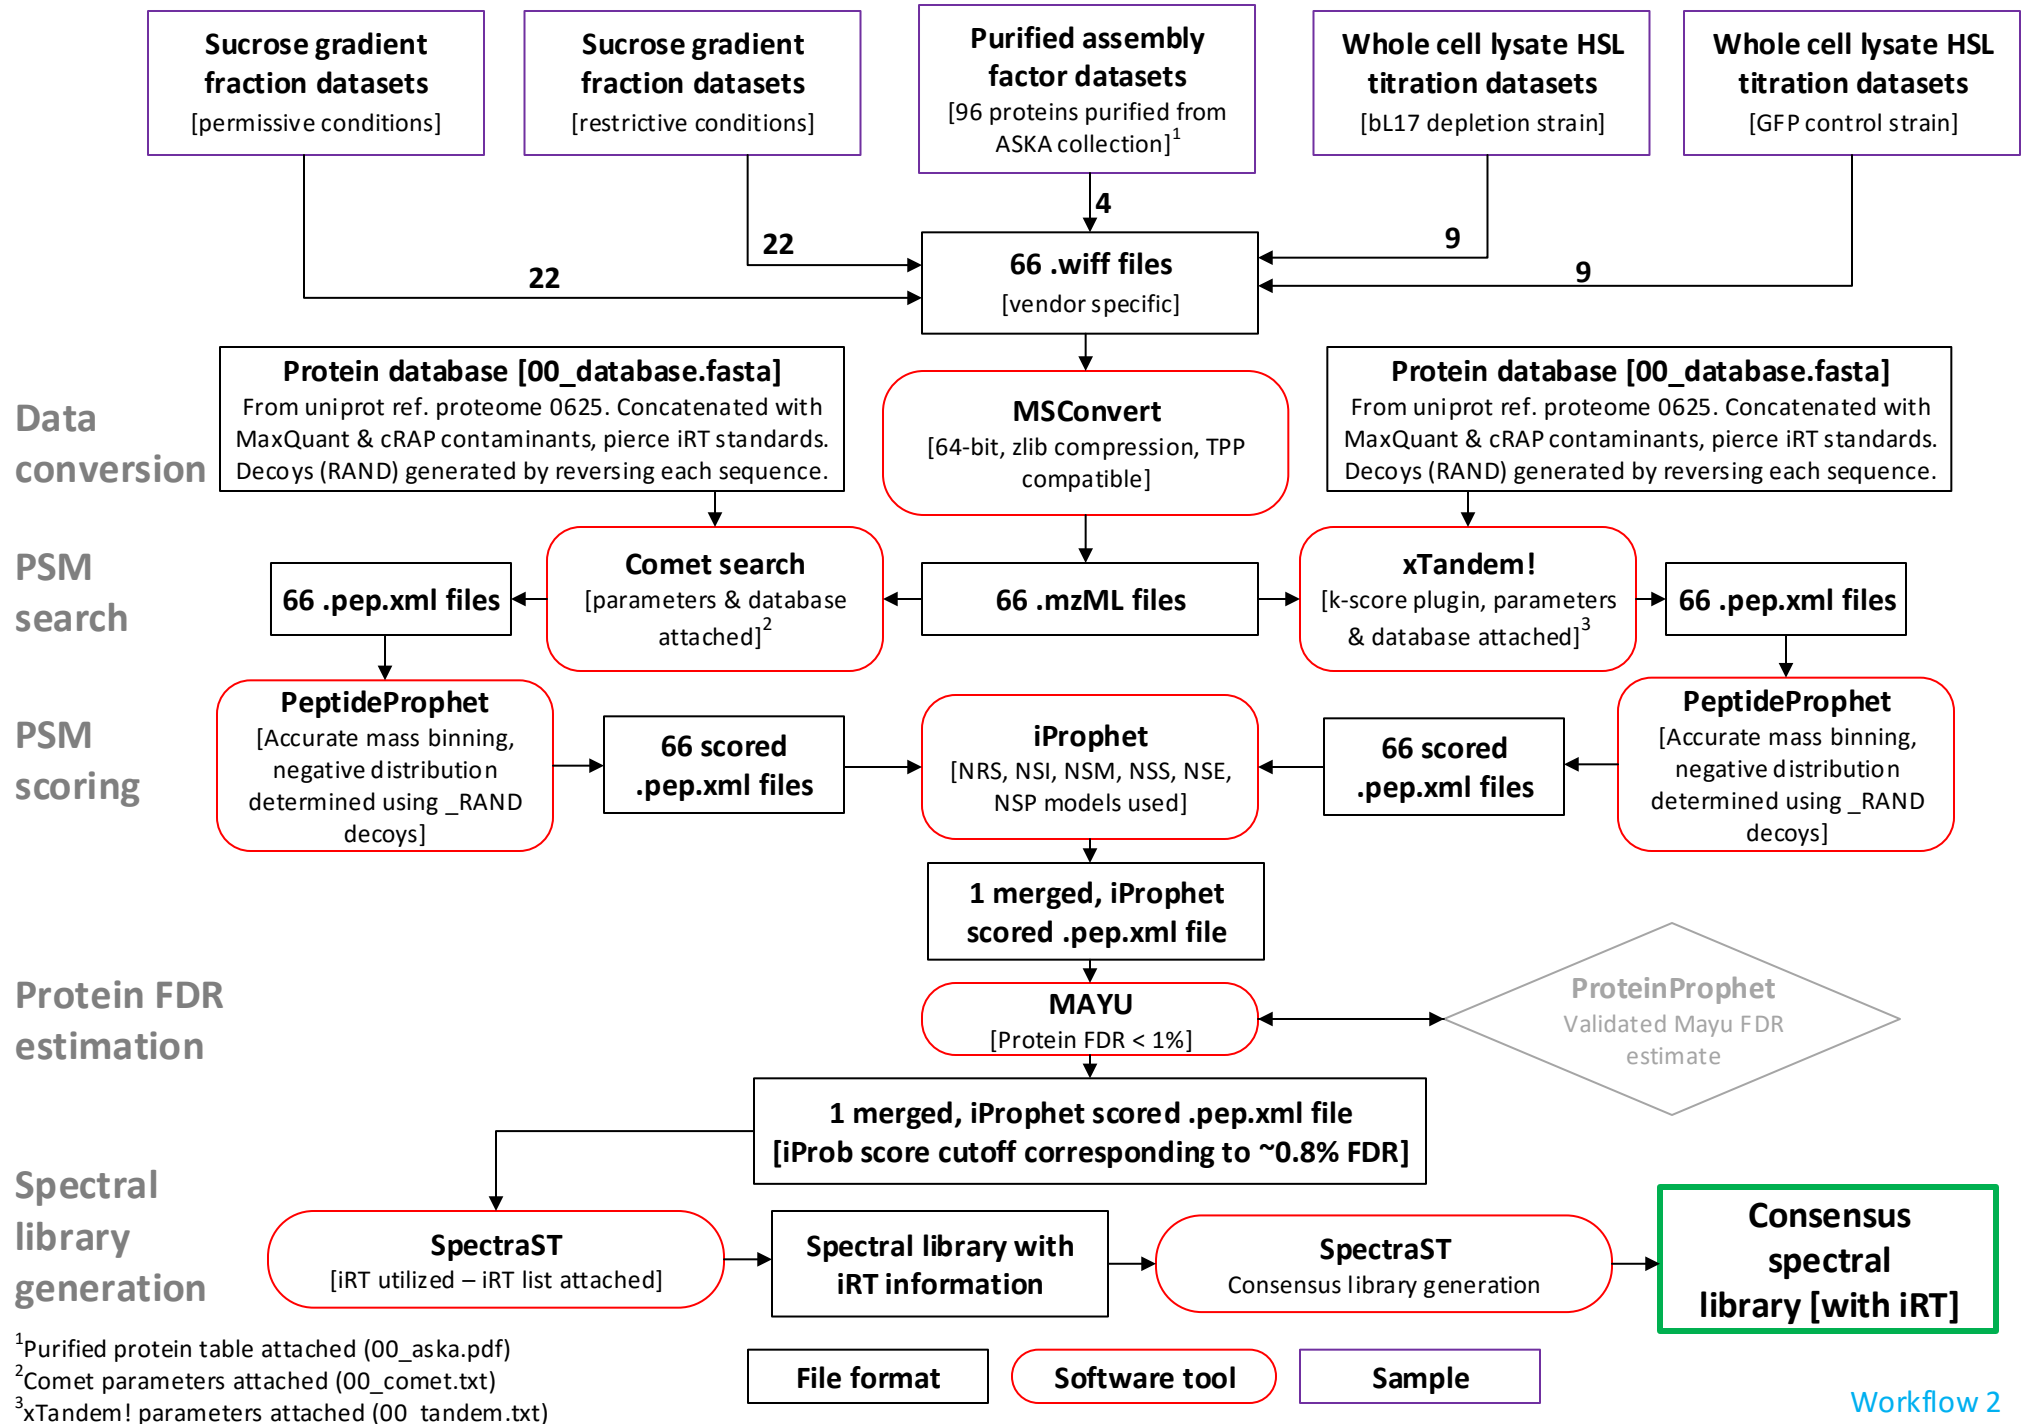 Sucrose gradient
fraction datasets
[permissive conditions]
Sucrose gradient
fraction datasets
[restrictive conditions]
Purified assembly
factor datasets
[96 proteins purified from
ASKA collection]1
Whole cell lysate HSL
titration datasets
[bL17 depletion strain]
Whole cell lysate HSL
titration datasets
[GFP control strain]
4
22
9
22
9
66 .wiff files
[vendor specific]
Data
conversion
Protein database [00_database.fasta]
From uniprot ref. proteome 0625. Concatenated with
MaxQuant & cRAP contaminants, pierce iRT standards.
Decoys (RAND) generated by reversing each sequence.
MSConvert
[64-bit, zlib compression, TPP
compatible]
Protein database [00_database.fasta]
From uniprot ref. proteome 0625. Concatenated with
MaxQuant & cRAP contaminants, pierce iRT standards.
Decoys (RAND) generated by reversing each sequence.
PSM
search
66 .pep.xml files
Comet search
[parameters & database
attached]2
66 .mzML files
xTandem!
[k-score plugin, parameters
& database attached]3
66 .pep.xml files
PSM
scoring
PeptideProphet
[Accurate mass binning,
negative distribution
determined using _RAND
decoys]
66 scored
.pep.xml files
iProphet
[NRS, NSI, NSM, NSS, NSE,
NSP models used]
66 scored
.pep.xml files
PeptideProphet
[Accurate mass binning,
negative distribution
determined using _RAND
decoys]
1 merged, iProphet
scored .pep.xml file
Protein FDR
estimation
MAYU
[Protein FDR < 1%]
ProteinProphet
Validated Mayu FDR
estimate
1 merged, iProphet scored .pep.xml file
[iProb score cutoff corresponding to ~0.8% FDR]
Spectral
library
generation
SpectraST
[iRT utilized – iRT list attached]
Spectral library with
iRT information
SpectraST
Consensus library generation
Consensus
spectral
library [with iRT]
1Purified protein table attached (00_aska.pdf)
2Comet parameters attached (00_comet.txt)
3xTandem! parameters attached (00_tandem.txt)
File format
Software tool
Sample
Workflow 2